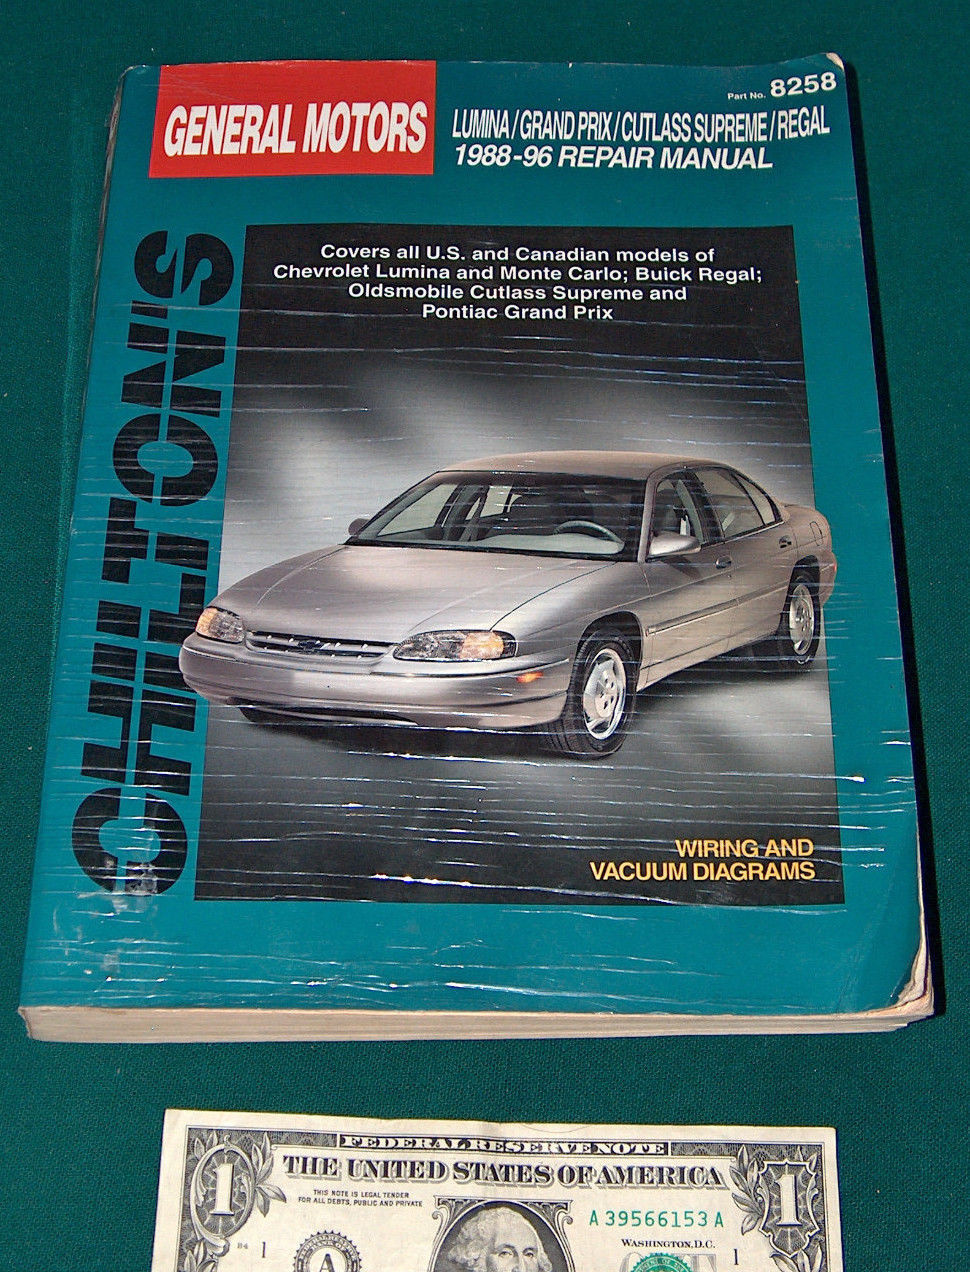 Part No. 8258
GENERAL MOTORS
LUMINA/GRAND PRIX/CUTLASS SUPREME/REGAL
1988-96 REPAIR MANUAL
CHILTON'S
Covers all U.S. and Canadian models of
Chevrolet Lumina and Monte Carlo; Buick Regal;
Oldsmobile Cutlass Supreme and
Pontiac Grand Prix
WIRING AND
VACUUM DIAGRAMS
FEDERAL RESERVE NOTE
1
1
THE UNITED STATES OF AMERICA
THIS NOTE IS LEGAL TENDER
FOR ALL DEBTS, PUBLIC AND PRIVATE
A 39566153 A
WASHINGTON, D.C.
B4
1
A
1